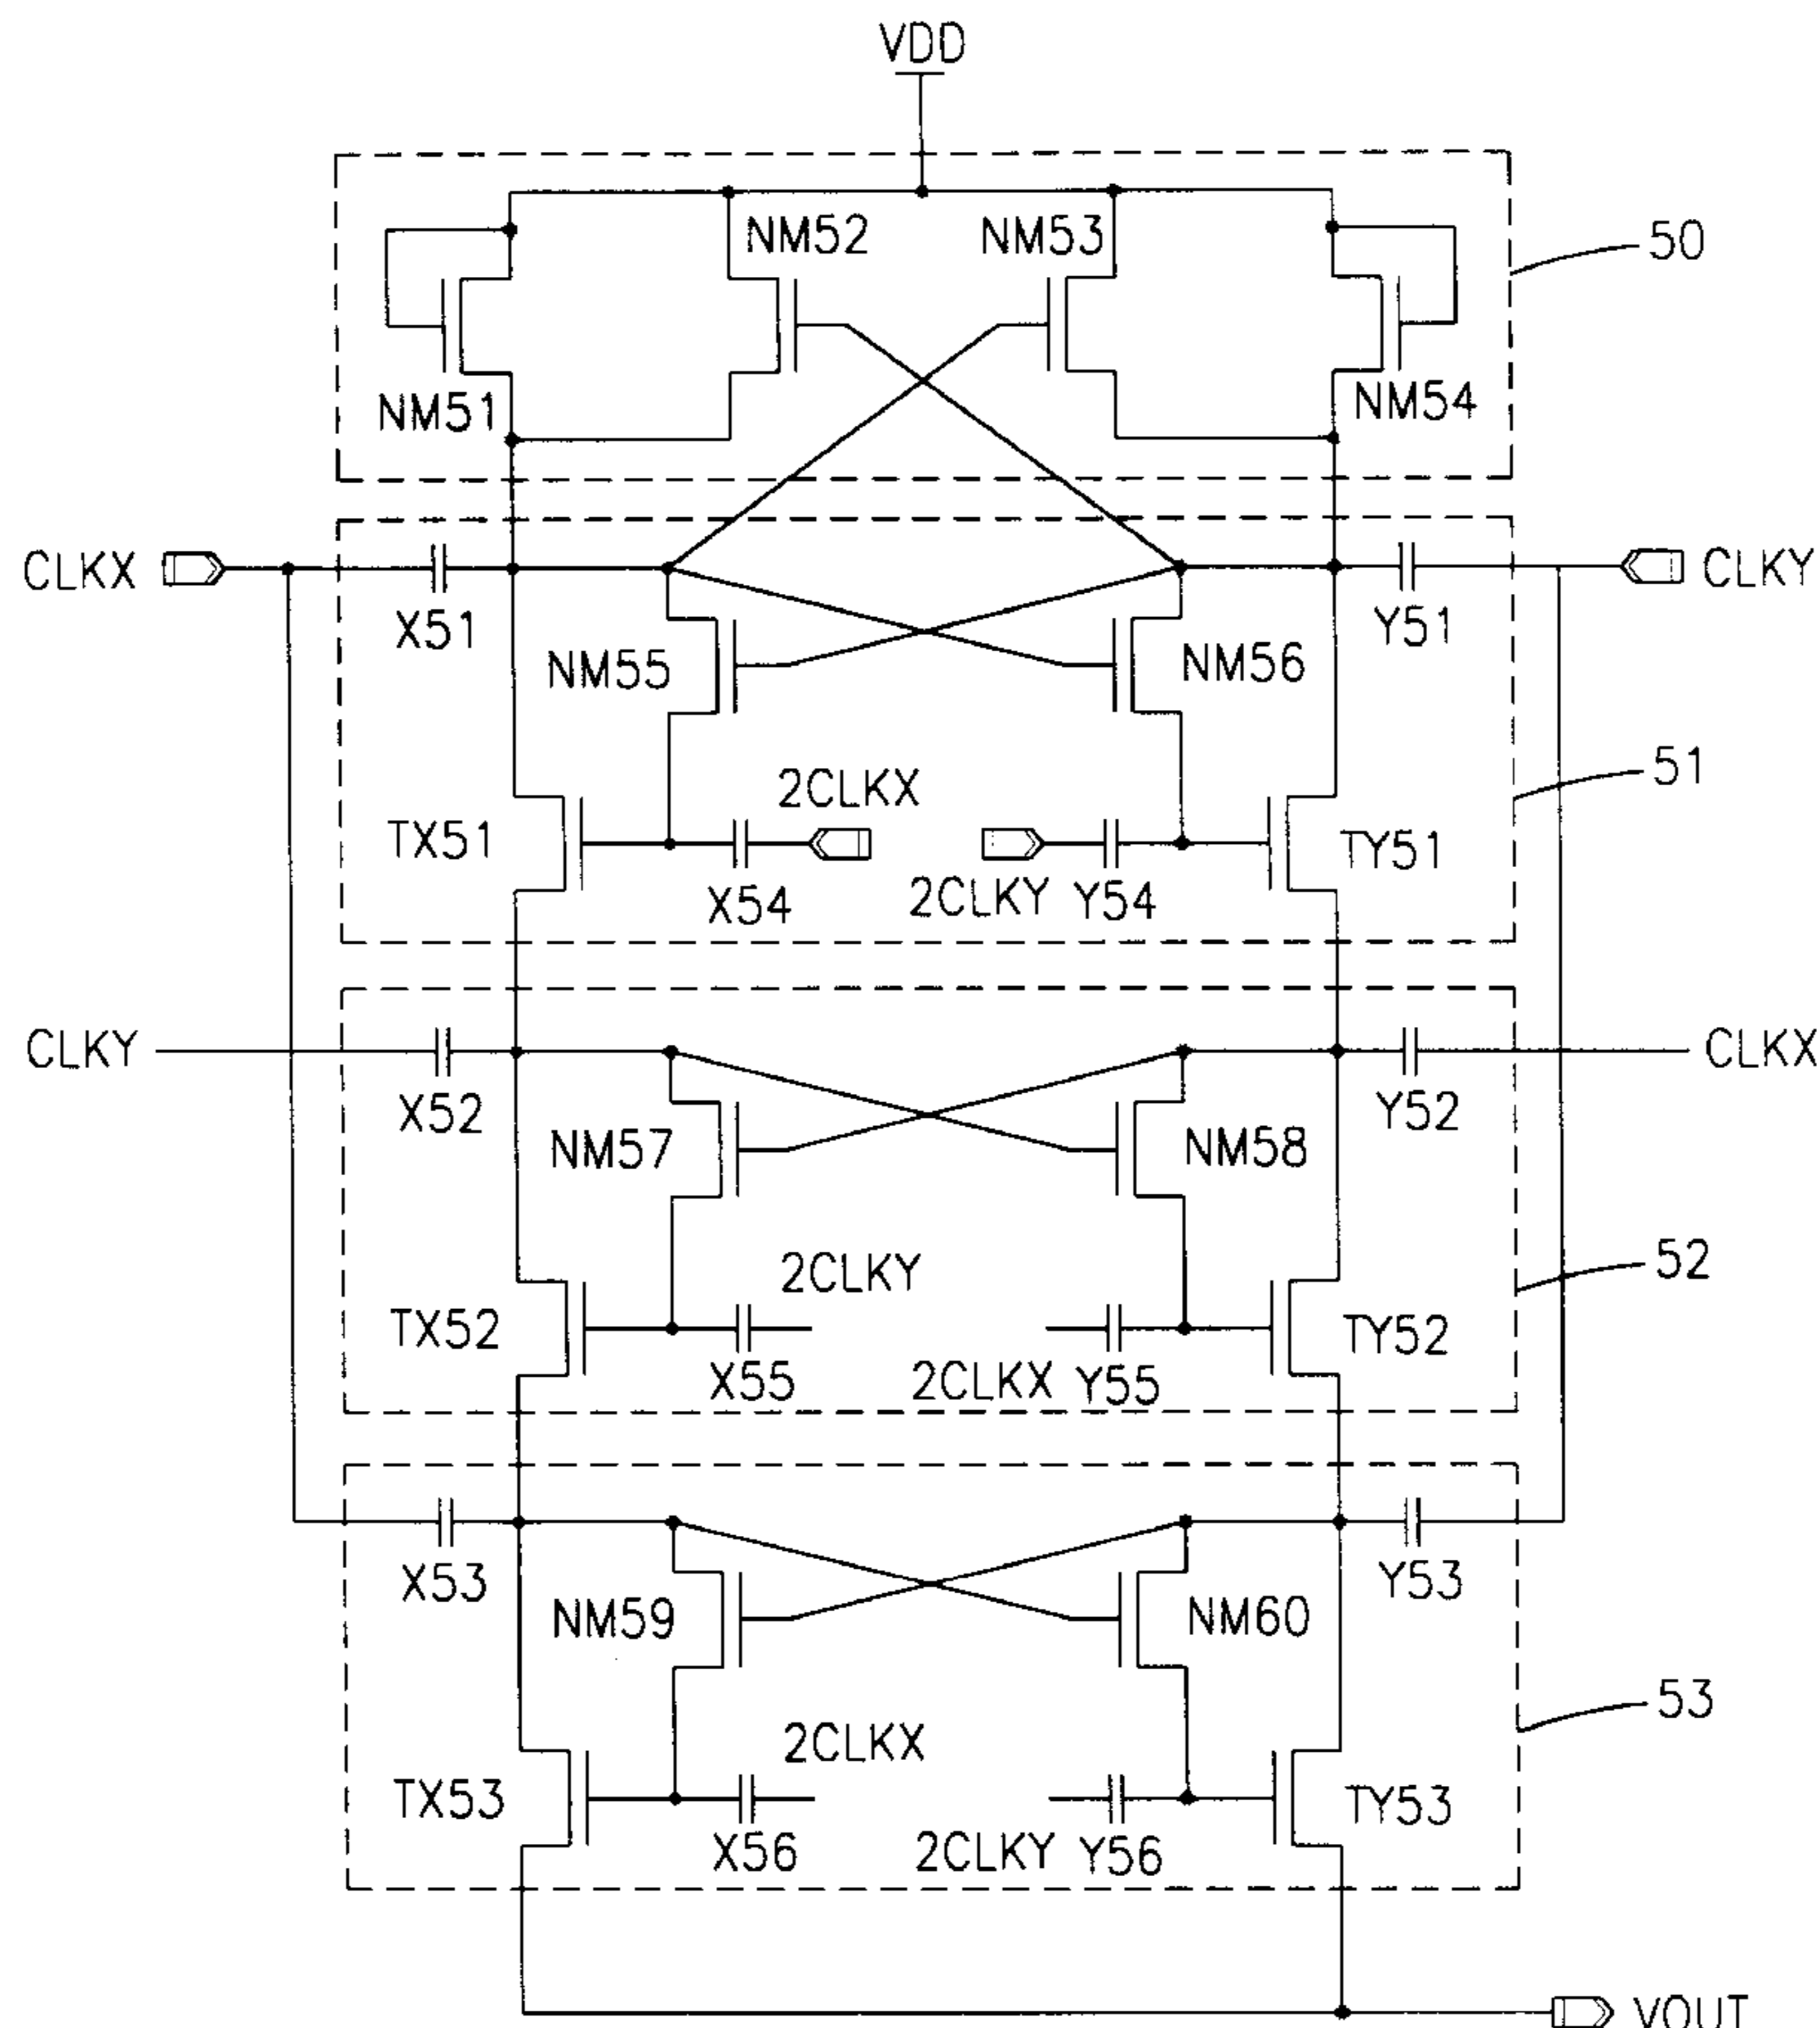 VDD
NM52 NM53
50
NM51 NM54
CLKX CLKY
X51 Y51
NM55 NM56
51
2CLKX
TX51 TY51
X54 2CLKY Y54
CLKY CLKX
X52 Y52
NM57 NM58
52
2CLKY
TX52 TY52
X55 2CLKX Y55
X53 Y53
NM59 NM60
53
2CLKX
TX53 TY53
X56 2CLKY Y56
VOUT